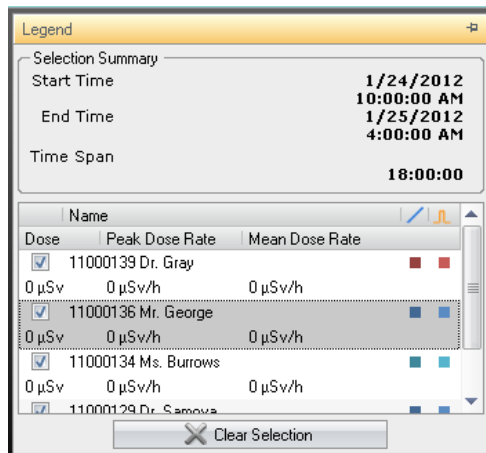 Legend
Selection Summary
Start Time 1/24/2012
10:00:00 AM
End Time 1/25/2012
4:00:00 AM
Time Span
18:00:00
Name
Dose Peak Dose Rate Mean Dose Rate
11000139 Dr. Gray
0 µSv 0 µSv/h 0 µSv/h
11000136 Mr. George
0 µSv 0 µSv/h 0 µSv/h
11000134 Ms. Burrows
0 µSv 0 µSv/h 0 µSv/h
11000129 Dr. Samoya
Clear Selection